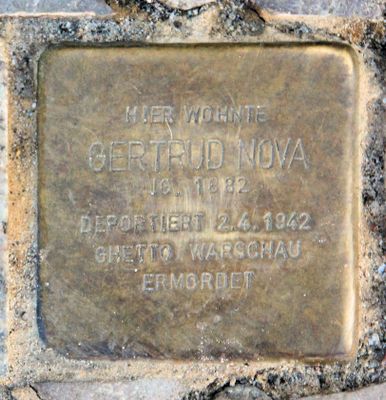 HIER WOHNTE
GERTRUD NOVA
JG. 1882
DEPORTIERT 2.4.1942
GHETTO WARSCHAU
ERMORDET